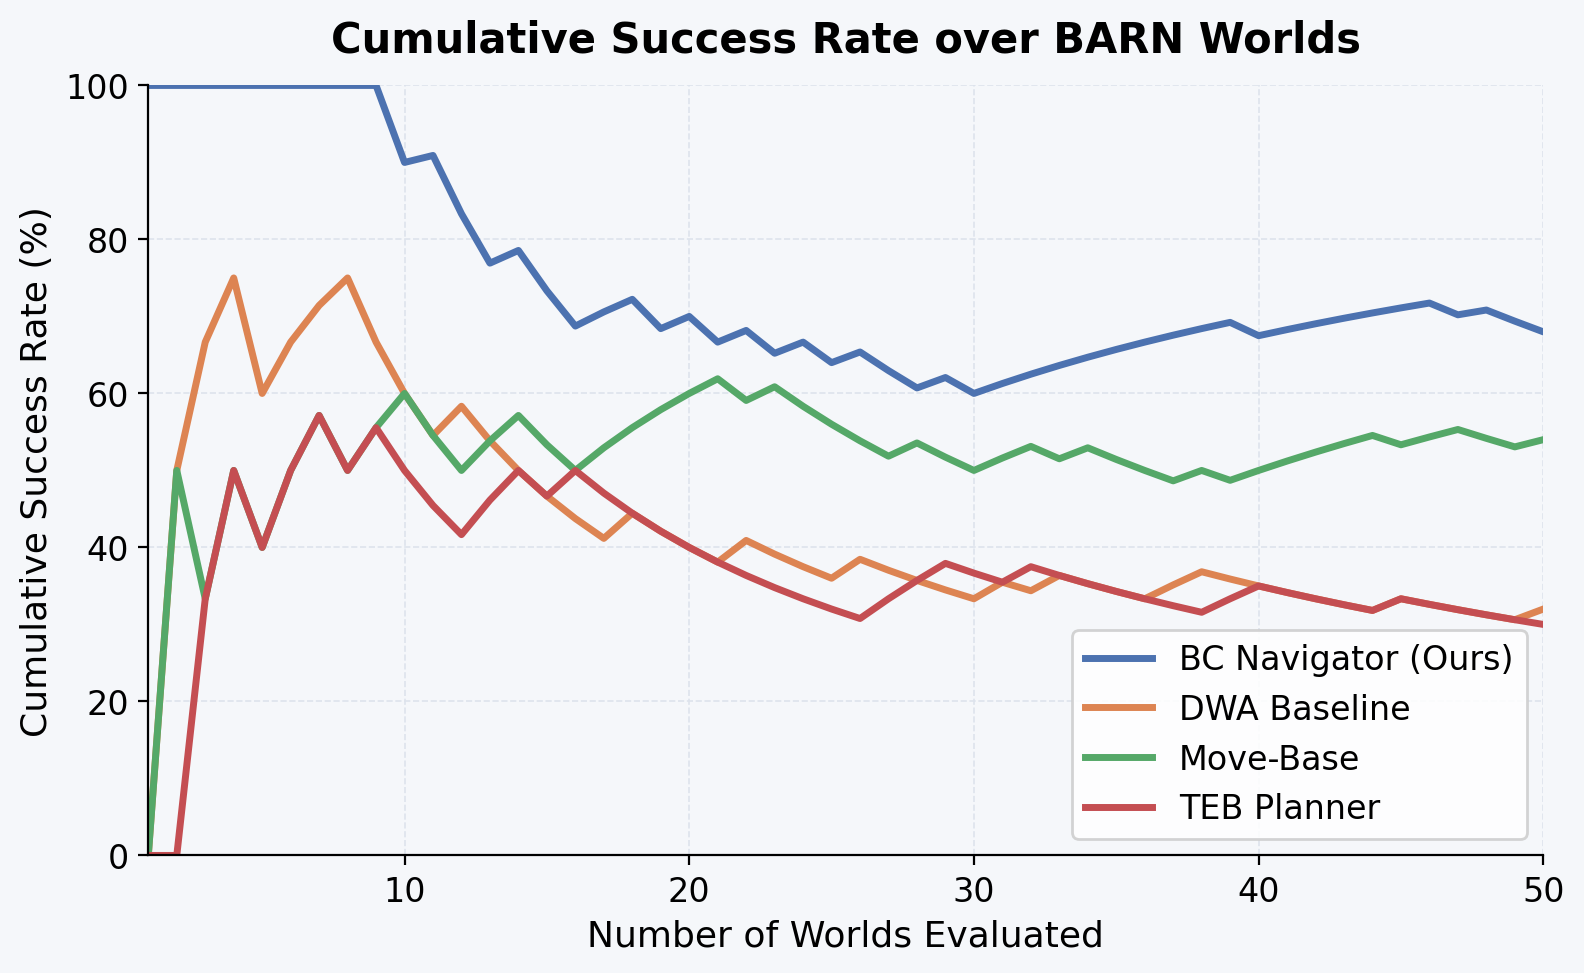 Cumulative Success Rate over BARN Worlds
Cumulative Success Rate (%)
100
80
60
40
20
0
10 20 30 40 50
Number of Worlds Evaluated
BC Navigator (Ours)
DWA Baseline
Move-Base
TEB Planner